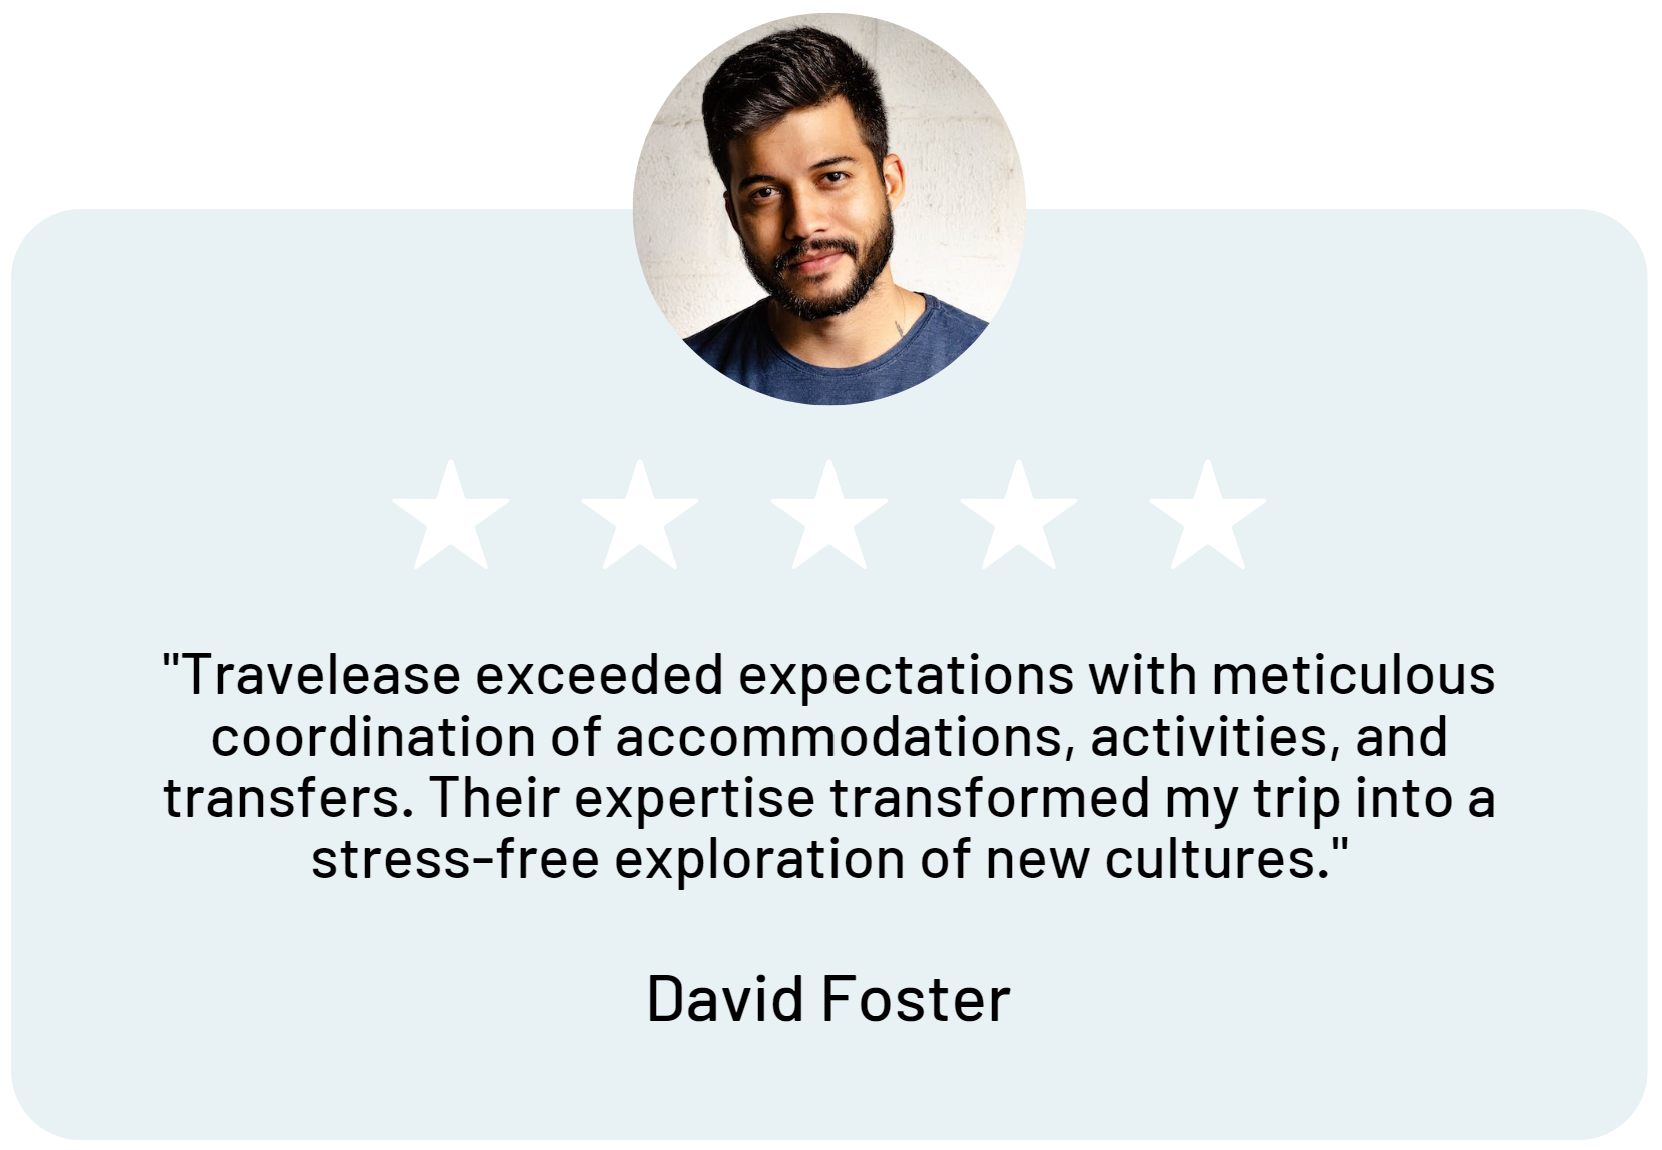 "Travelease exceeded expectations with meticulous
coordination of accommodations, activities, and
transfers. Their expertise transformed my trip into a
stress-free exploration of new cultures."
David Foster